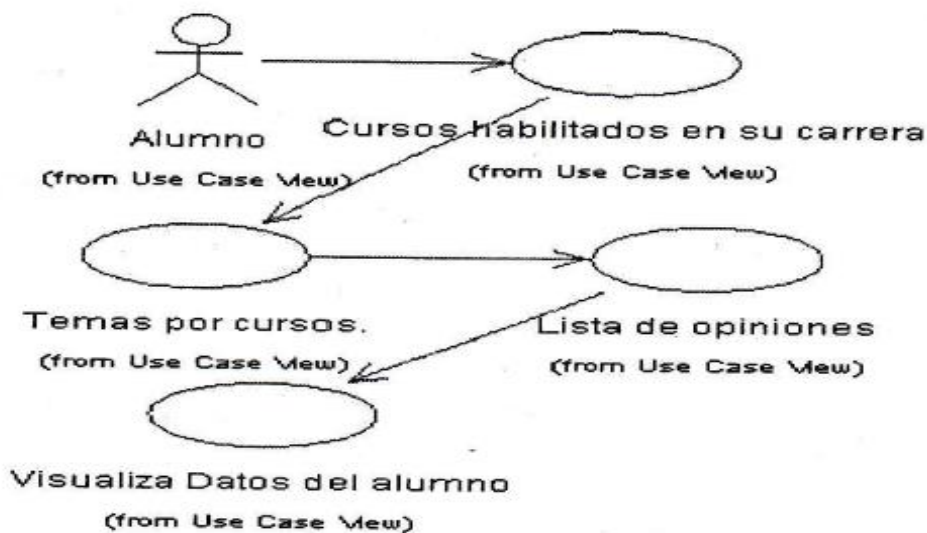 Alumno
(from Use Case View)
Cursos habilitados en su carrera
(from Use Case View)
Temas por cursos.
(from Use Case View)
Lista de opiniones
(from Use Case View)
Visualiza Datos del alumno
(from Use Case View)